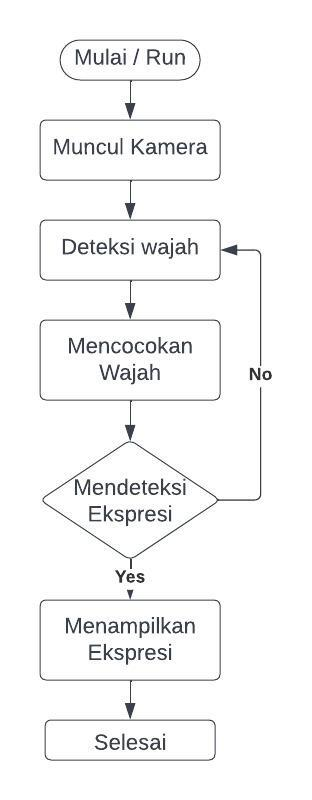 Mulai / Run
Muncul Kamera
Deteksi wajah
Mencocokan
Wajah
No
Mendeteksi
Ekspresi
Yes
Menampilkan
Ekspresi
Selesai